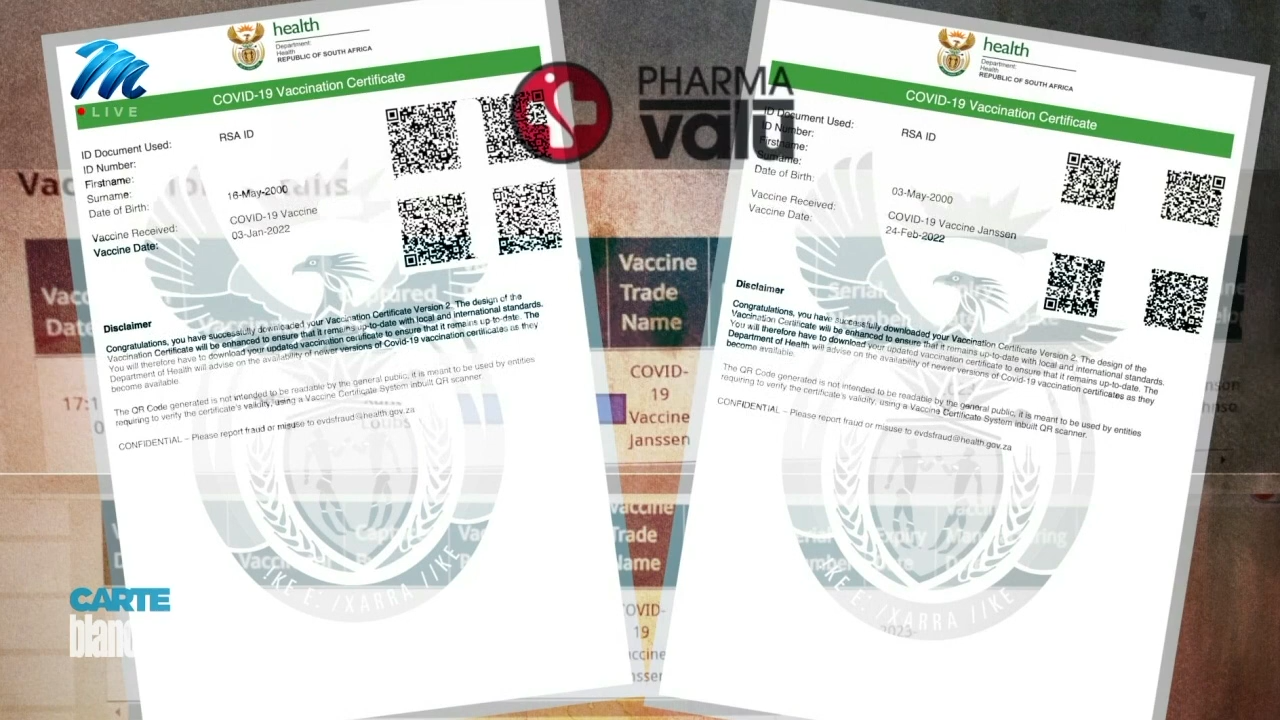 LIVE
health
Department:
Health
REPUBLIC OF SOUTH AFRICA
COVID-19 Vaccination Certificate
ID Document Used: RSA ID
ID Number:
Firstname:
Surname:
Date of Birth: 16-May-2000
Vaccine Received: COVID-19 Vaccine
Vaccine Date: 03-Jan-2022
Disclaimer
Congratulations, you have successfully downloaded your Vaccination Certificate Version 2. The design of the
Vaccination Certificate will be enhanced to ensure that it remains up-to-date with local and international standards.
You will therefore have to download your updated vaccination certificate to ensure that it remains up-to-date. The
Department of Health will advise on the availability of newer versions of Covid-19 vaccination certificates as they
become available.
The QR Code generated is not intended to be readable by the general public, it is meant to be used by entities
requiring to verify the certificate's validity, using a Vaccine Certificate System inbuilt QR scanner.
CONFIDENTIAL – Please report fraud or misuse to evdsfraud@health.gov.za
!KE E: /XARRA //KE
PHARMA
valu
health
Department:
Health
REPUBLIC OF SOUTH AFRICA
COVID-19 Vaccination Certificate
ID Document Used: RSA ID
ID Number:
Firstname:
Surname:
Date of Birth: 03-May-2000
Vaccine Received: COVID-19 Vaccine Janssen
Vaccine Date: 24-Feb-2022
Disclaimer
Congratulations, you have successfully downloaded your Vaccination Certificate Version 2. The design of the
Vaccination Certificate will be enhanced to ensure that it remains up-to-date with local and international standards.
You will therefore have to download your updated vaccination certificate to ensure that it remains up-to-date. The
Department of Health will advise on the availability of newer versions of Covid-19 vaccination certificates as they
become available.
The QR Code generated is not intended to be readable by the general public, it is meant to be used by entities
requiring to verify the certificate's validity, using a Vaccine Certificate System inbuilt QR scanner.
CONFIDENTIAL – Please report fraud or misuse to evdsfraud@health.gov.za
!KE E: /XARRA //KE
Vaccine
Trade
Name
COVID-
19
Vaccine
Janssen
Trade
19
2023-
CARTE